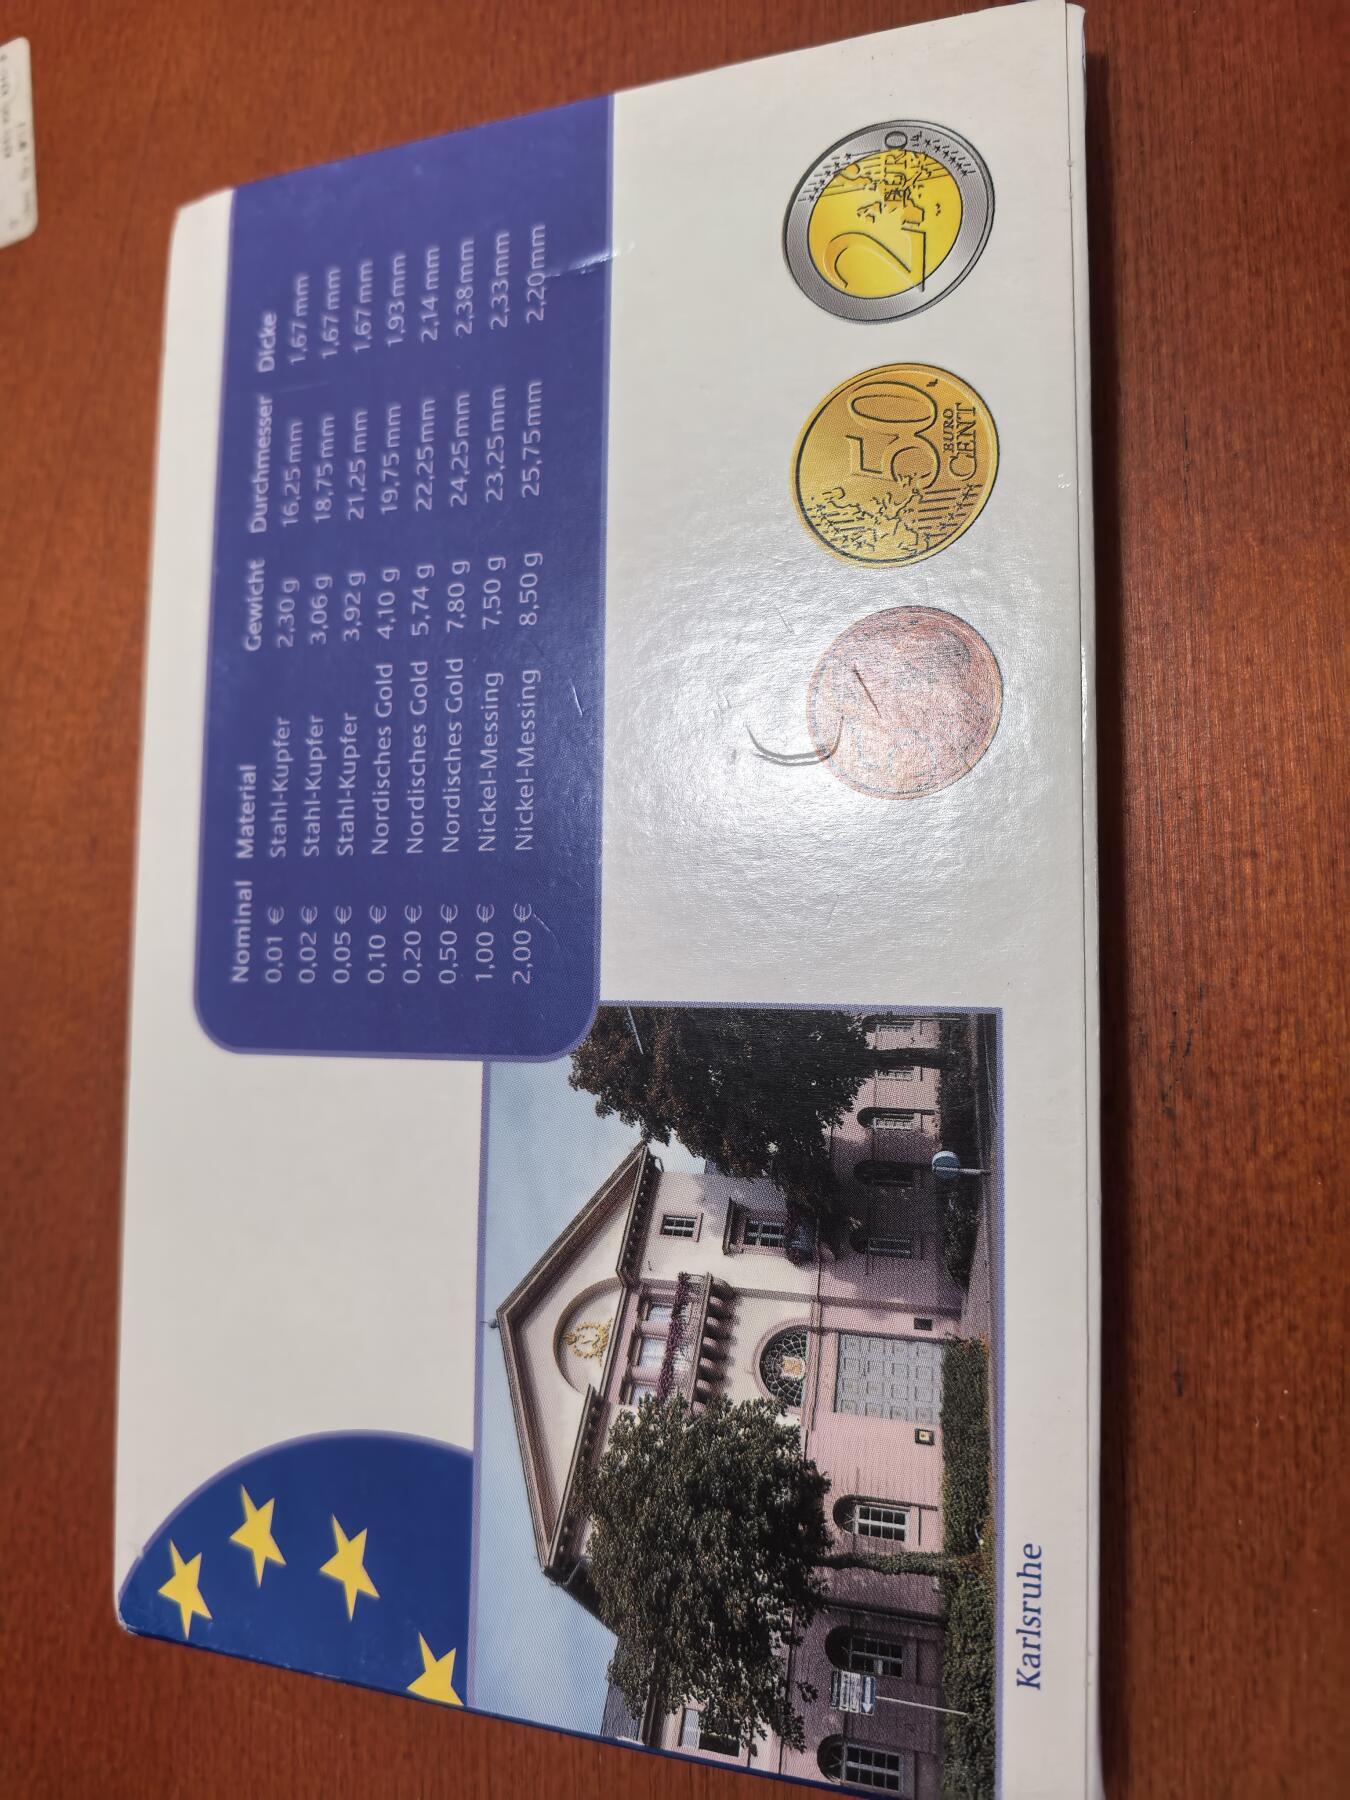 Nominal Material Gewicht Durchmesser Dicke
0,01 € Stahl-Kupfer 2,30 g 16,25 mm 1,67 mm
0,02 € Stahl-Kupfer 3,06 g 18,75 mm 1,67 mm
0,05 € Stahl-Kupfer 3,92 g 21,25 mm 1,67 mm
0,10 € Nordisches Gold 4,10 g 19,75 mm 1,93 mm
0,20 € Nordisches Gold 5,74 g 22,25 mm 2,14 mm
0,50 € Nordisches Gold 7,80 g 24,25 mm 2,38 mm
1,00 € Nickel-Messing 7,50 g 23,25 mm 2,33 mm
2,00 € Nickel-Messing 8,50 g 25,75 mm 2,20 mm
5
50
EURO
CENT
2
EURO
Karlsruhe